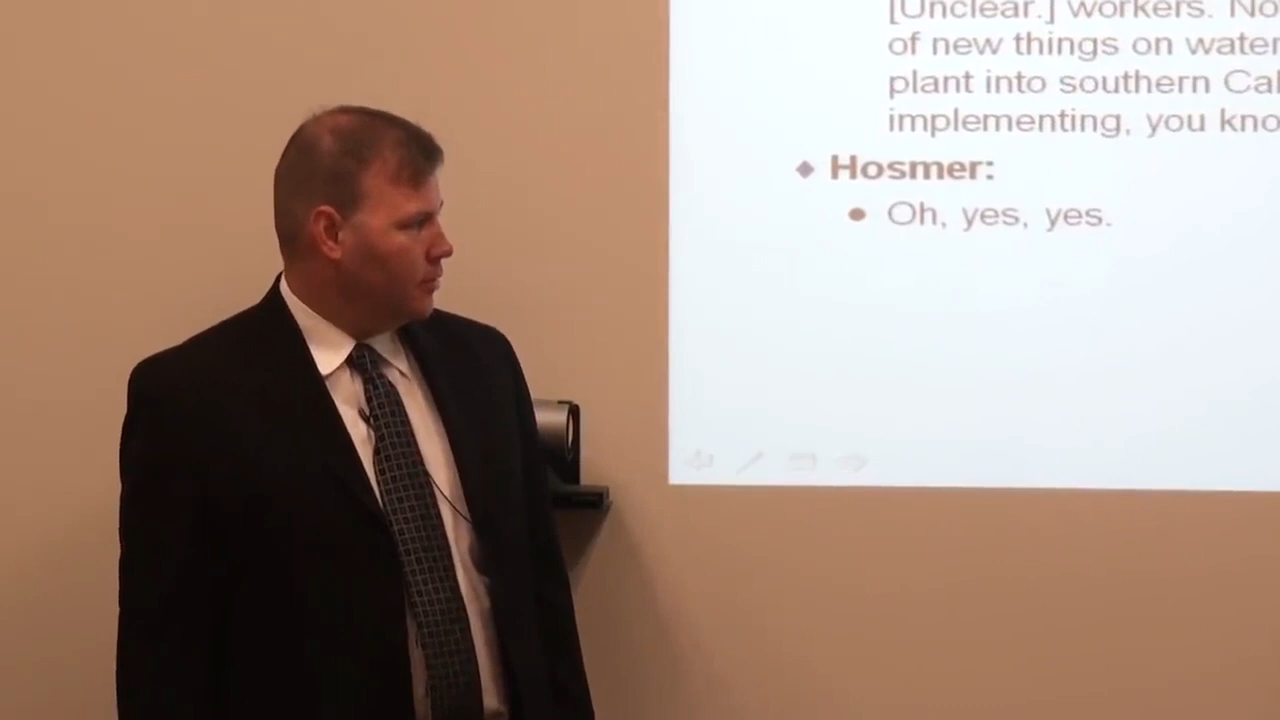 [Unclear.] workers. No
of new things on water
plant into southern Cal
implementing, you kno
Hosmer:
Oh, yes, yes.